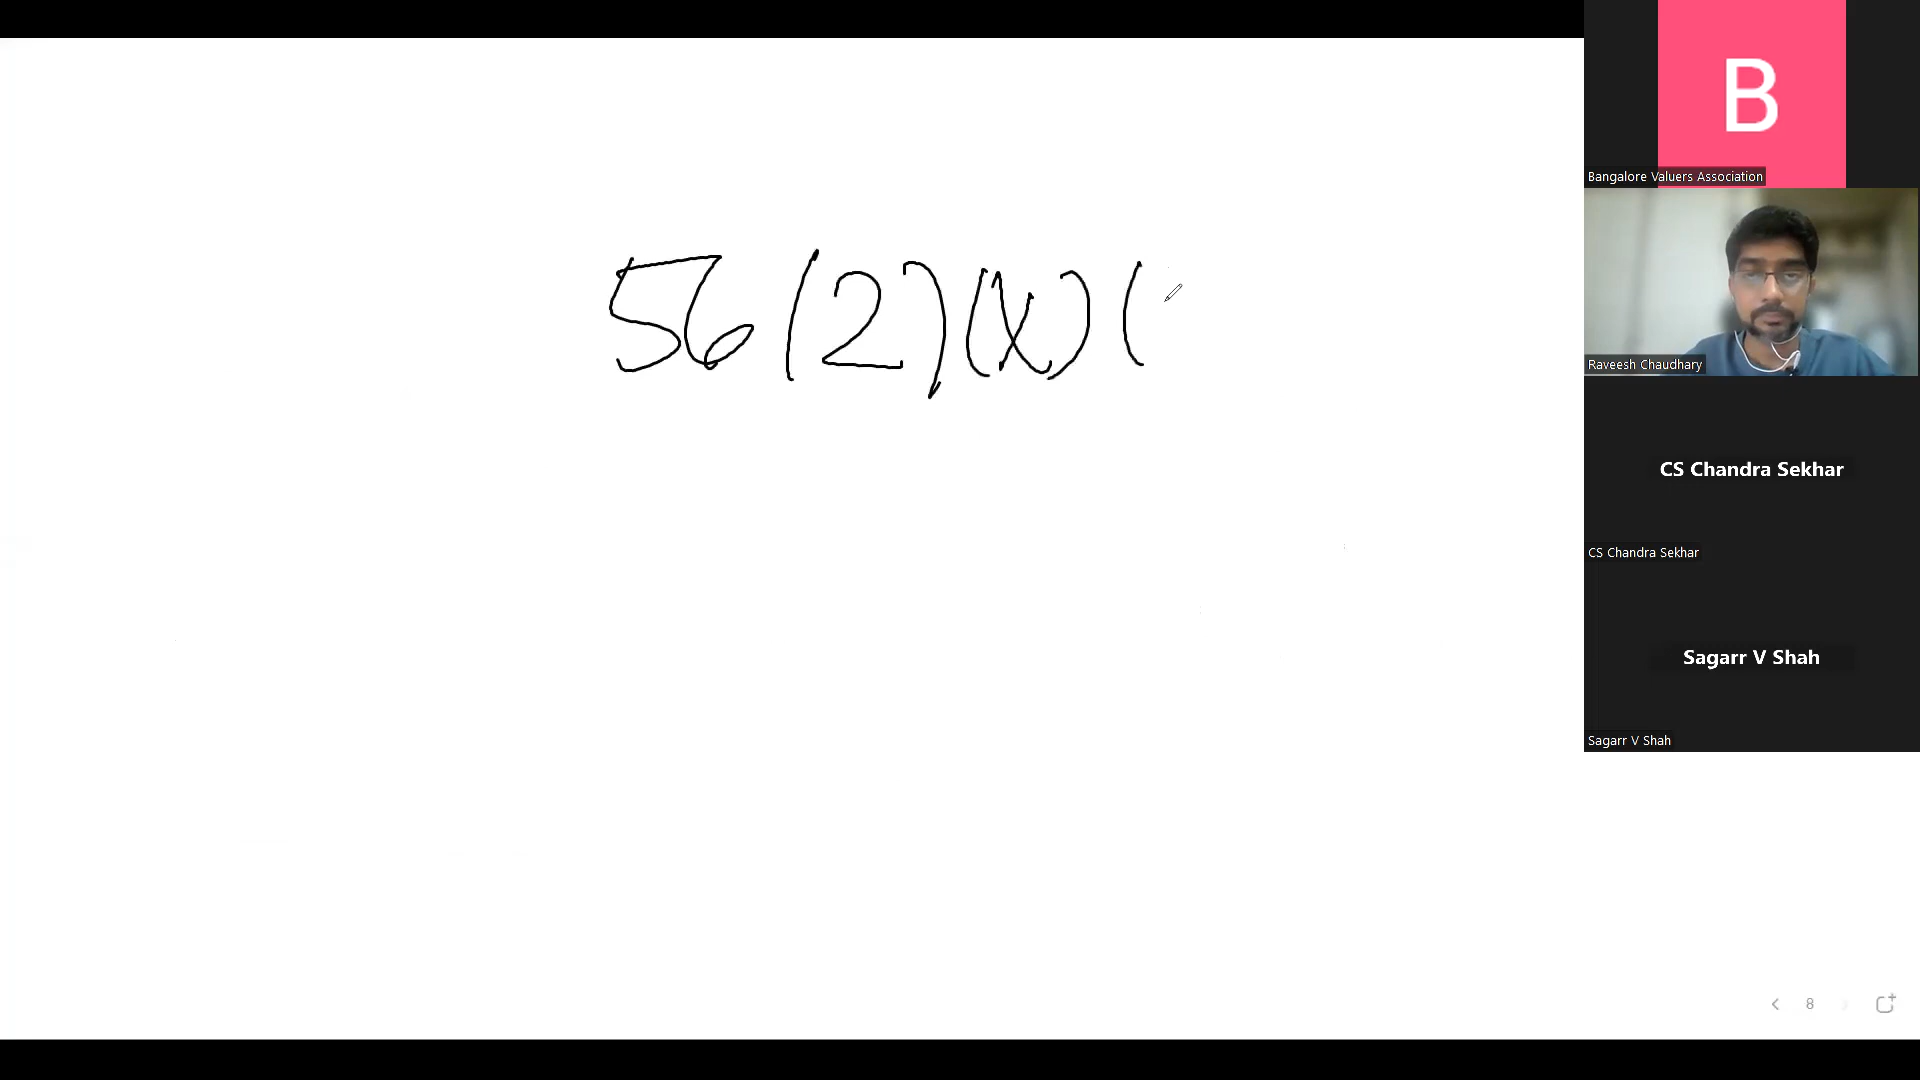 B
Bangalore Valuers Association
56 (2) (x) (
Raveesh Chaudhary
CS Chandra Sekhar
CS Chandra Sekhar
Sagarr V Shah
Sagarr V Shah
8